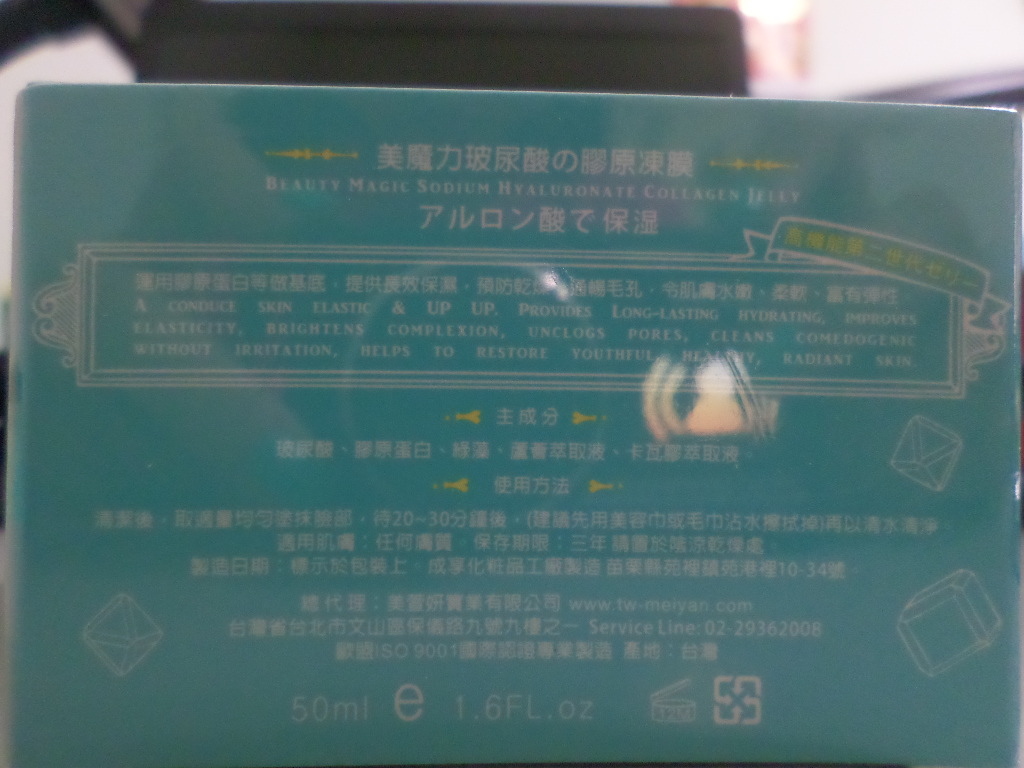 美魔力玻尿酸の膠原凍膜
BEAUTY MAGIC SODIUM HYALURONATE COLLAGEN JELLY
アルロン酸で保湿
高機能第二世代ゼリー
運用膠原蛋白等做基底,提供長效保濕,預防乾 通暢毛孔,令肌膚水嫩、柔軟、富有彈性
A CONDUCE SKIN ELASTIC & UP UP. PROVIDES LONG-LASTING HYDRATING, IMPROVES
ELASTICITY, BRIGHTENS COMPLEXION, UNCLOGS PORES, CLEANS COMEDOGENIC
WITHOUT IRRITATION, HELPS TO RESTORE YOUTHFUL, HEALTHY, RADIANT SKIN.
主成分
玻尿酸、膠原蛋白、綠藻、蘆薈萃取液、卡瓦膠萃取液。
使用方法
清潔後,取適量均勻塗抹臉部,待20~30分鐘後,(建議先用美容巾或毛巾沾水擦拭掉)再以清水清淨。
適用肌膚:任何膚質。保存期限:三年 請置於陰涼乾燥處。
製造日期:標示於包裝上。成享化粧品工廠製造 苗栗縣苑裡鎮苑港裡10-34號
總代理:美萱妍實業有限公司 www.tw-meiyan.com
台灣省台北市文山區保儀路九號九樓之一 Service Line: 02-29362008
歐盟ISO 9001國際認證專業製造 產地:台灣
50ml e 1.6FL.oz